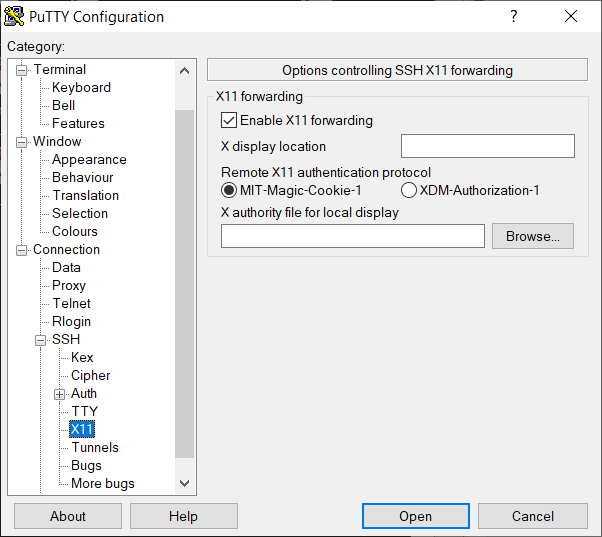 PuTTY Configuration
Category:
Terminal
Keyboard
Bell
Features
Window
Appearance
Behaviour
Translation
Selection
Colours
Connection
Data
Proxy
Telnet
Rlogin
SSH
Kex
Cipher
Auth
TTY
X11
Tunnels
Bugs
More bugs
Options controlling SSH X11 forwarding
X11 forwarding
Enable X11 forwarding
X display location
Remote X11 authentication protocol
MIT-Magic-Cookie-1 XDM-Authorization-1
X authority file for local display
Browse...
About Help Open Cancel